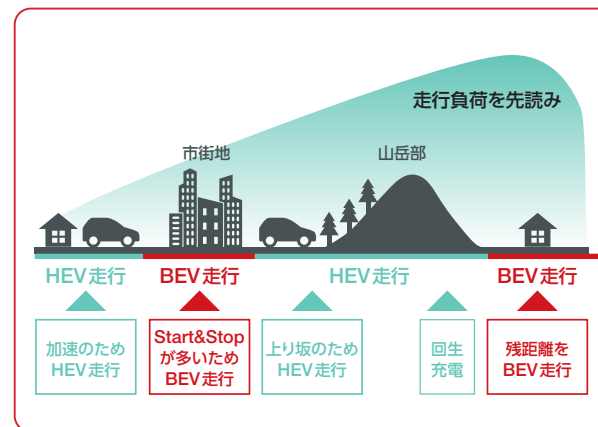 走行負荷を先読み
市街地
山岳部
HEV走行
BEV走行
HEV走行
BEV走行
加速のため
HEV走行
Start&Stop
が多いため
BEV走行
上り坂のため
HEV走行
回生
充電
残距離を
BEV走行